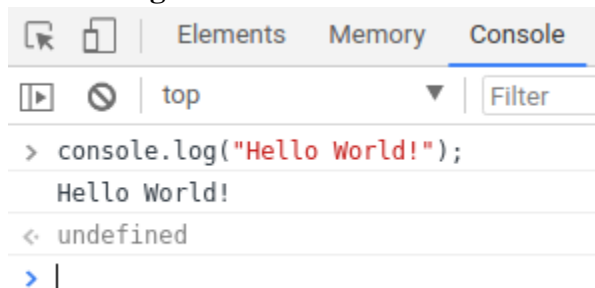 Elements Memory Console
top Filter
> console.log("Hello World!");
Hello World!
undefined
>